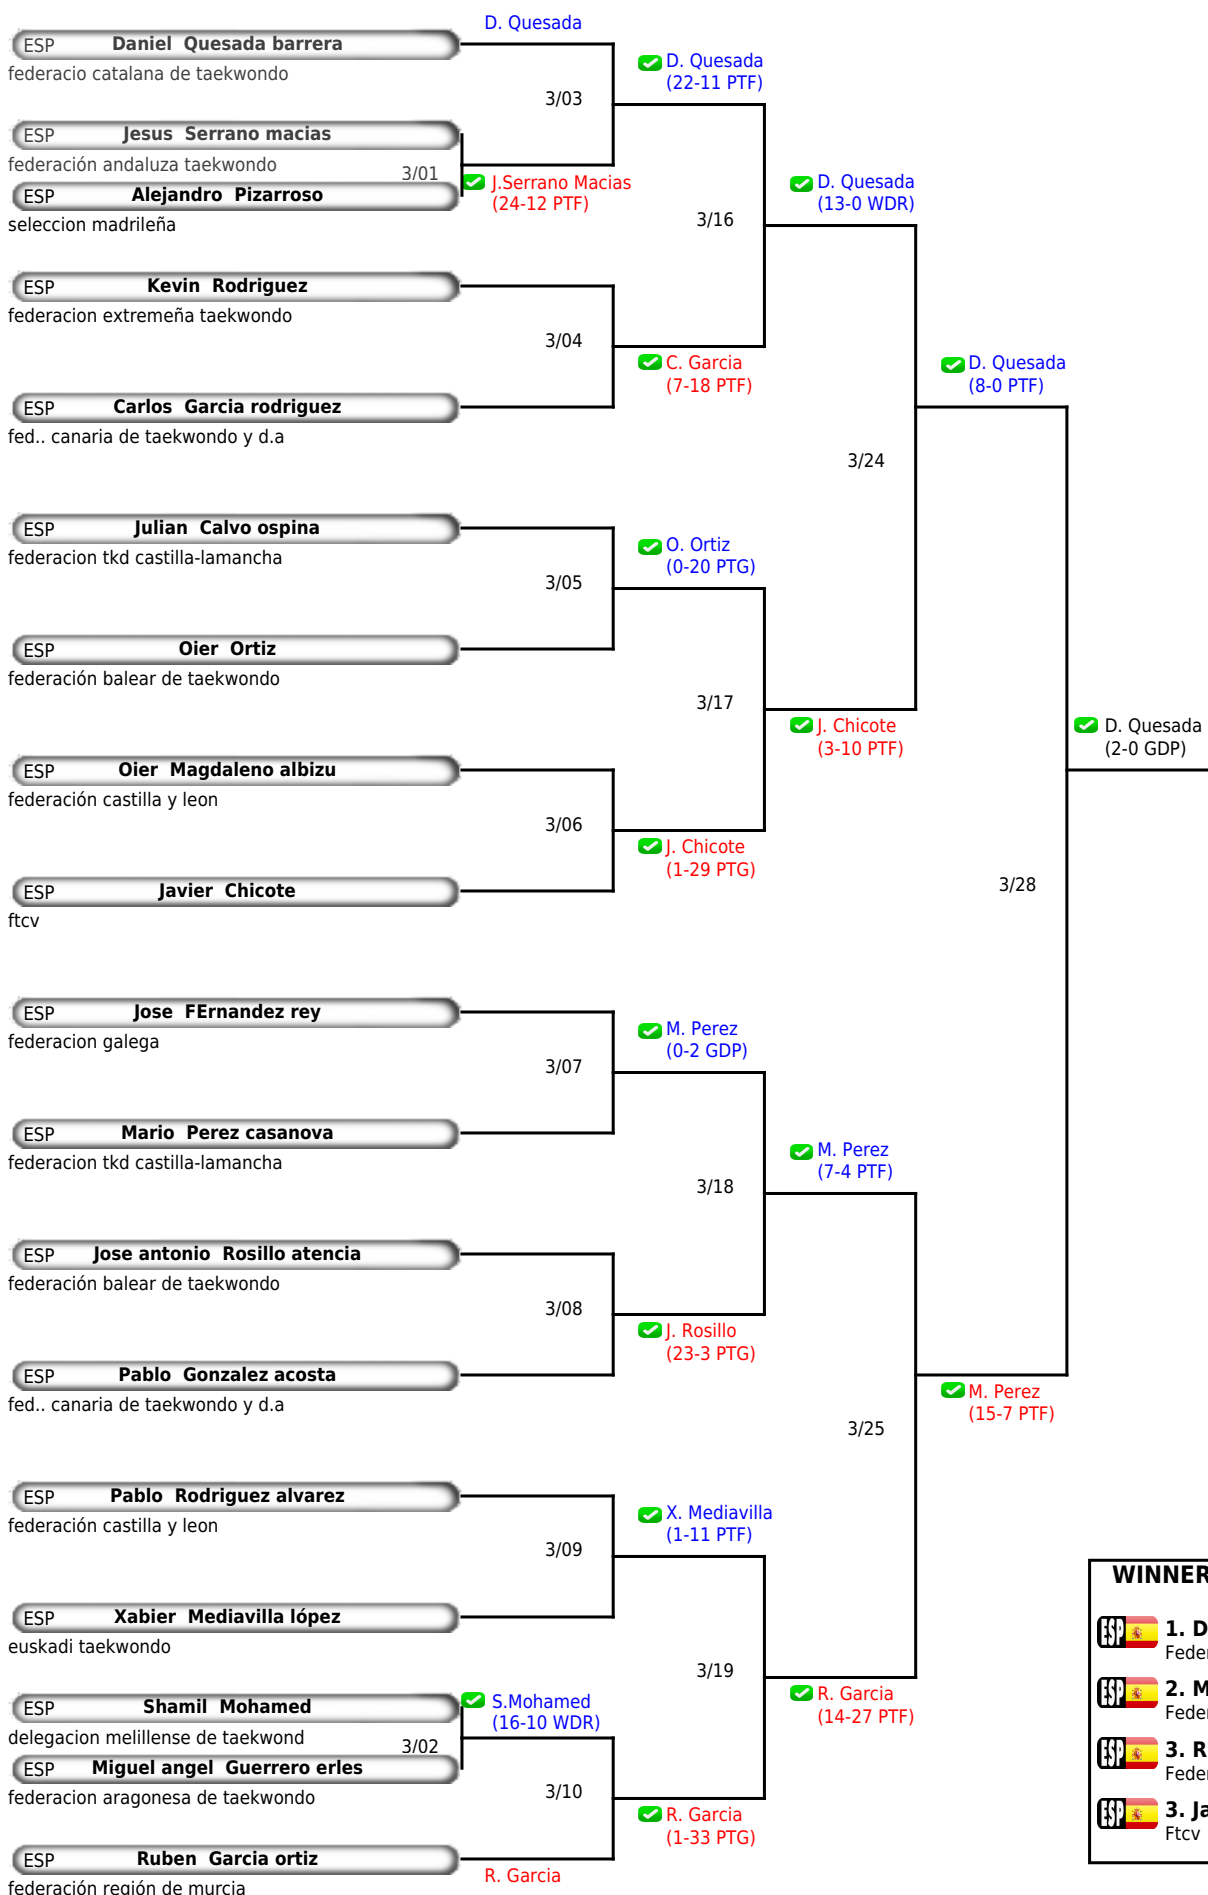 D. Quesada
ESP Daniel Quesada barrera
federacio catalana de taekwondo
D. Quesada
(22-11 PTF)
3/03
ESP Jesus Serrano macias
federación andaluza taekwondo
3/01
J.Serrano Macias
(24-12 PTF)
ESP Alejandro Pizarroso
seleccion madrileña
D. Quesada
(13-0 WDR)
3/16
ESP Kevin Rodriguez
federacion extremeña taekwondo
3/04
C. Garcia
(7-18 PTF)
D. Quesada
(8-0 PTF)
ESP Carlos Garcia rodriguez
fed.. canaria de taekwondo y d.a
3/24
ESP Julian Calvo ospina
federacion tkd castilla-lamancha
O. Ortiz
(0-20 PTG)
3/05
ESP Oier Ortiz
federación balear de taekwondo
3/17
J. Chicote
(3-10 PTF)
D. Quesada
(2-0 GDP)
ESP Oier Magdaleno albizu
federación castilla y leon
3/06
J. Chicote
(1-29 PTG)
3/28
ESP Javier Chicote
ftcv
ESP Jose FErnandez rey
federacion galega
M. Perez
(0-2 GDP)
3/07
ESP Mario Perez casanova
federacion tkd castilla-lamancha
M. Perez
(7-4 PTF)
3/18
ESP Jose antonio Rosillo atencia
federación balear de taekwondo
3/08
J. Rosillo
(23-3 PTG)
ESP Pablo Gonzalez acosta
fed.. canaria de taekwondo y d.a
M. Perez
(15-7 PTF)
3/25
ESP Pablo Rodriguez alvarez
federación castilla y leon
X. Mediavilla
(1-11 PTF)
3/09
ESP Xabier Mediavilla lópez
euskadi taekwondo
3/19
R. Garcia
(14-27 PTF)
ESP Shamil Mohamed
delegacion melillense de taekwond
3/02
S.Mohamed
(16-10 WDR)
ESP Miguel angel Guerrero erles
federacion aragonesa de taekwondo
3/10
R. Garcia
(1-33 PTG)
ESP Ruben Garcia ortiz
federación región de murcia
R. Garcia
WINNER
ESP 1. D
Feder
ESP 2. M
Feder
ESP 3. R
Feder
ESP 3. Ja
Ftcv